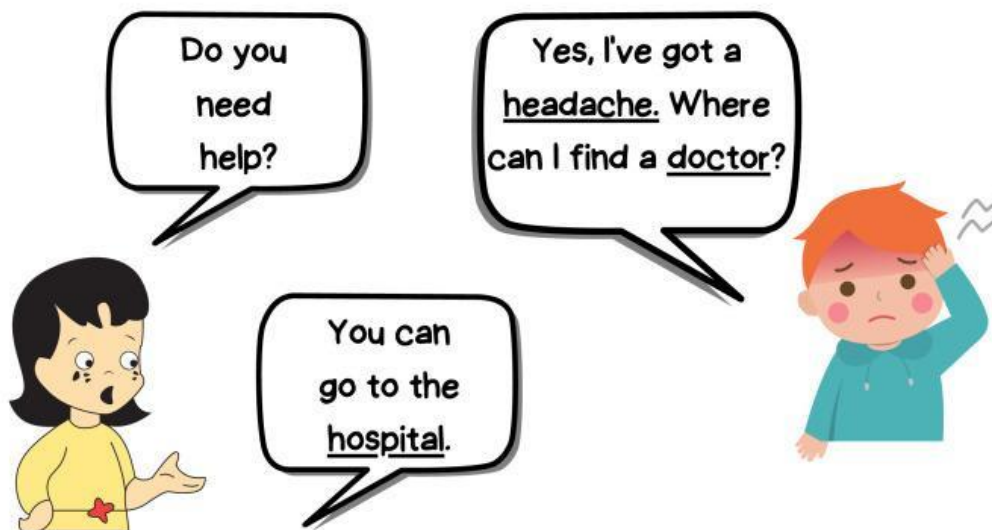 Do you
need
help?
Yes, I've got a
headache. Where
can I find a doctor?
You can
go to the
hospital.